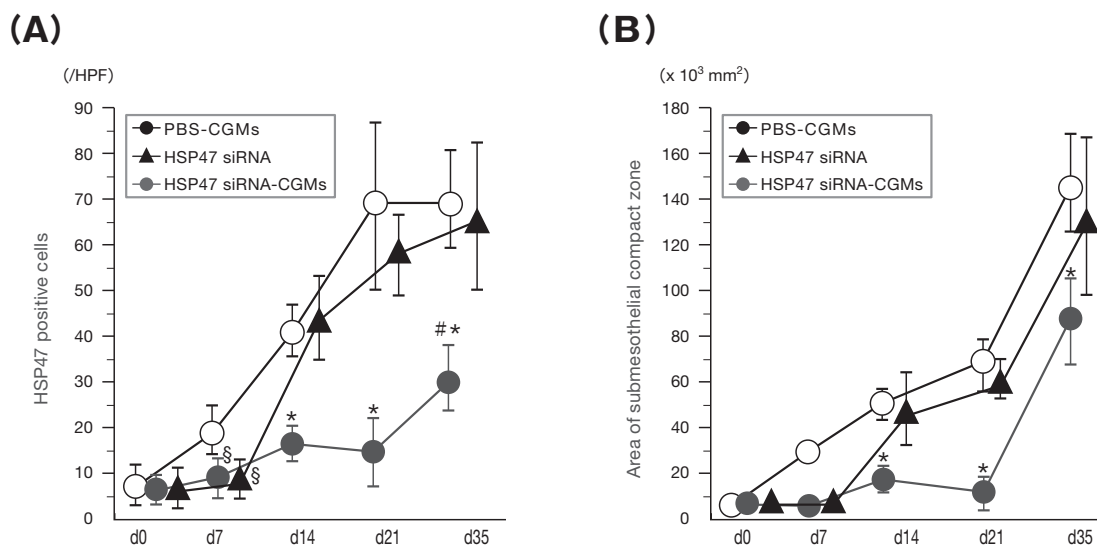 (A)
(/HPF)
90
80
70
60
50
40
30
20
10
0
HSP47 positive cells
PBS-CGMs
HSP47 siRNA
HSP47 siRNA-CGMs
§
§
*
*
#*
d0 d7 d14 d21 d35
(B)
(x 10³ mm²)
180
160
140
120
100
80
60
40
20
0
Area of submesothelial compact zone
PBS-CGMs
HSP47 siRNA
HSP47 siRNA-CGMs
*
*
*
d0 d7 d14 d21 d35